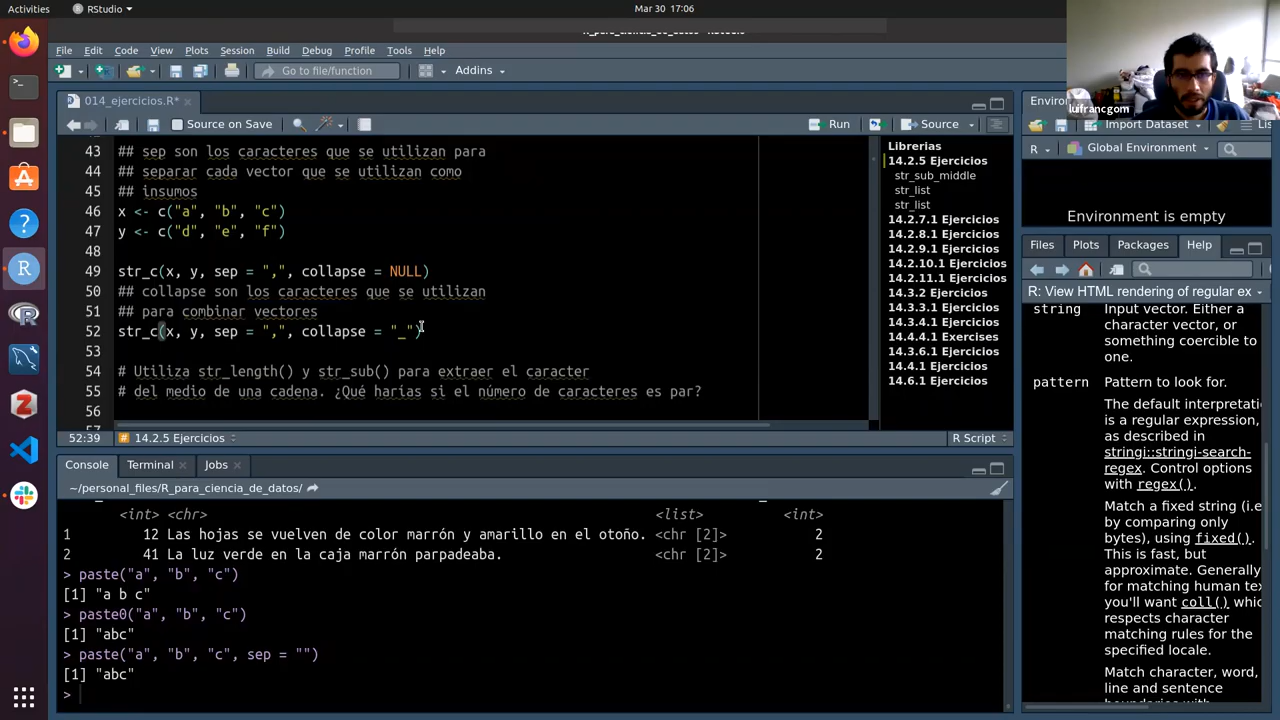 Activities
RStudio
Mar 30 17:06
File Edit Code View Plots Session Build Debug Profile Tools Help
Go to file/function
Addins
lufrancgom
014_ejercicios.R*
Source on Save
Run
Source
43 ## sep son los caracteres que se utilizan para
44 ## separar cada vector que se utilizan como
45 ## insumos
46 x <- c("a", "b", "c")
47 y <- c("d", "e", "f")
48
49 str_c(x, y, sep = ",", collapse = NULL)
50 ## collapse son los caracteres que se utilizan
51 ## para combinar vectores
52 str_c(x, y, sep = ",", collapse = "_")
53
54 # Utiliza str_length() y str_sub() para extraer el caracter
55 # del medio de una cadena. ¿Qué harías si el número de caracteres es par?
56
57
52:39
14.2.5 Ejercicios
R Script
Librerias
14.2.5 Ejercicios
str_sub_middle
str_list
str_list
14.2.7.1 Ejercicios
14.2.8.1 Ejercicios
14.2.9.1 Ejercicios
14.2.10.1 Ejercicios
14.2.11.1 Ejercicios
14.3.2 Ejercicios
14.3.3.1 Ejercicios
14.3.4.1 Ejercicios
14.4.4.1 Exercises
14.3.6.1 Ejercicios
14.4.1 Ejercicios
14.6.1 Ejercicios
Console Terminal Jobs
~/personal_files/R_para_ciencia_de_datos/
<int> <chr> <list> <int>
1 12 Las hojas se vuelven de color marrón y amarillo en el otoño. <chr [2]> 2
2 41 La luz verde en la caja marrón parpadeaba. <chr [2]> 2
> paste("a", "b", "c")
[1] "a b c"
> paste0("a", "b", "c")
[1] "abc"
> paste("a", "b", "c", sep = "")
[1] "abc"
>
Import Dataset
R
Global Environment
Environment is empty
Files Plots Packages Help
R: View HTML rendering of regular ex
string Input vector. Either a
character vector, or
something coercible to
one.
pattern Pattern to look for.
The default interpretatio
is a regular expression,
as described in
stringi::stringi-search-
regex. Control options
with regex().
Match a fixed string (i.e
by comparing only
bytes), using fixed().
This is fast, but
approximate. Generally
for matching human tex
you'll want coll() whic
respects character
matching rules for the
specified locale.
Match character, word,
line and sentence
boundaries with